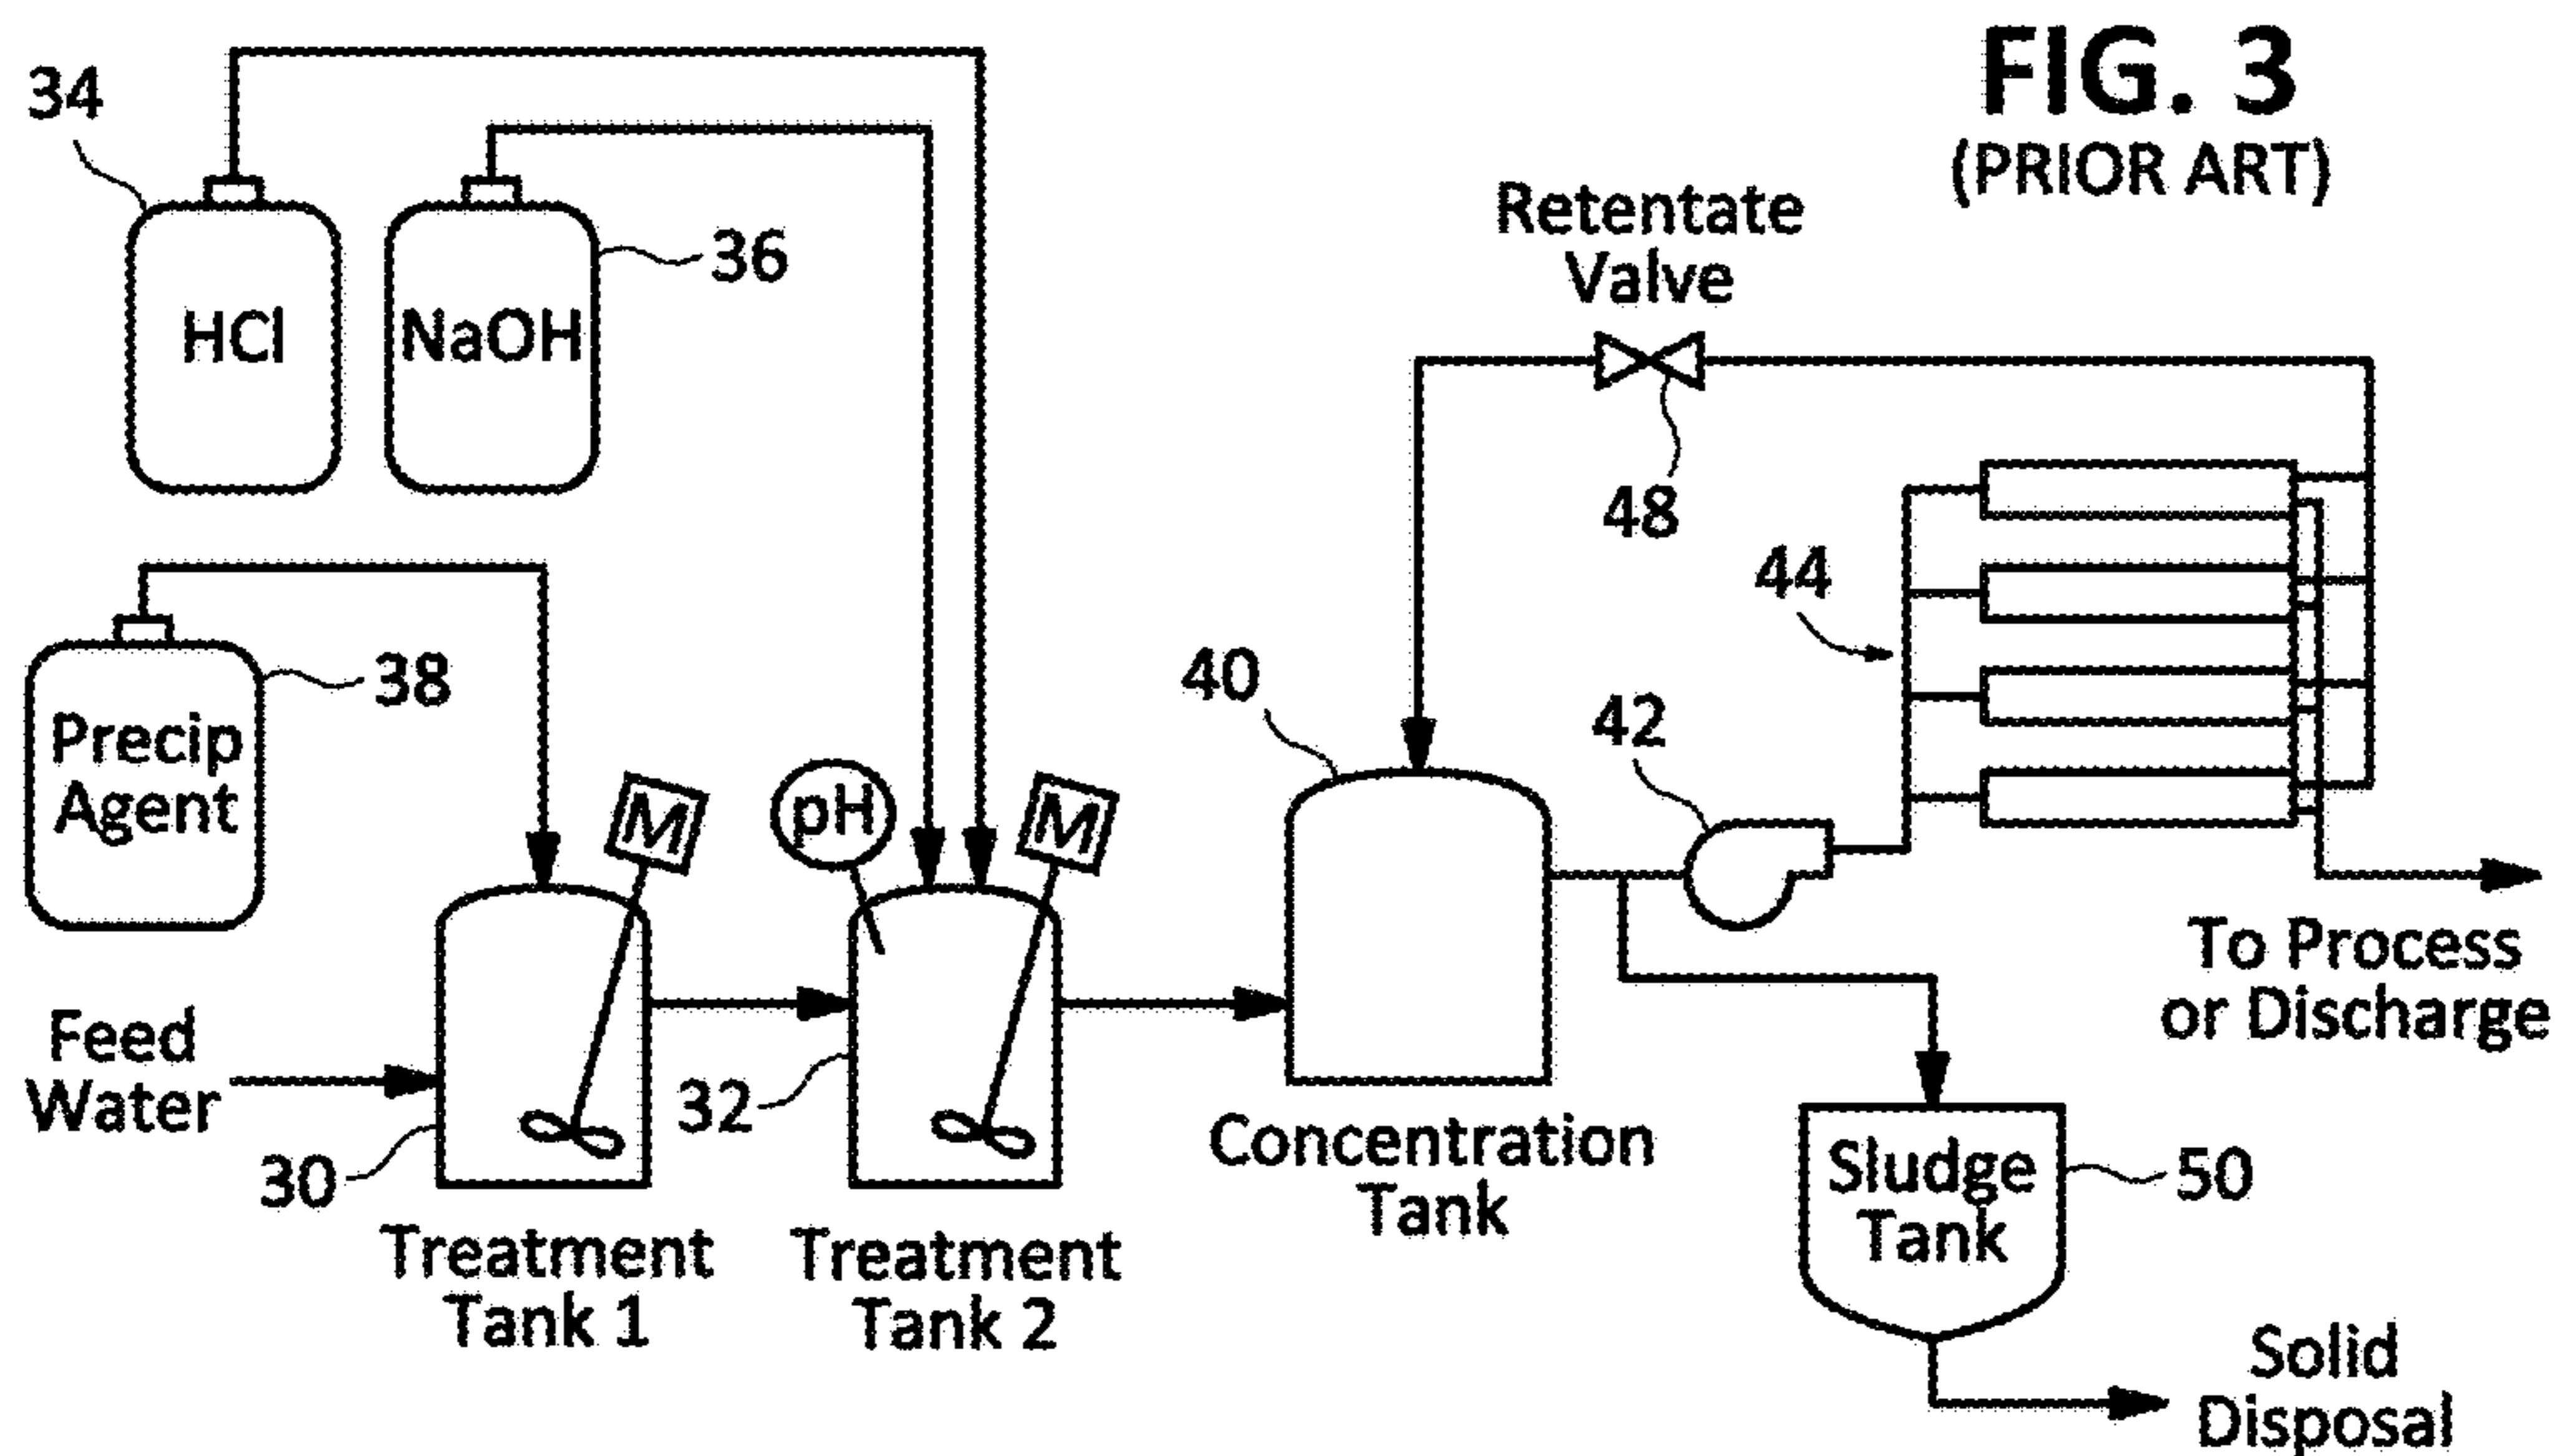 FIG. 3
(PRIOR ART)
34
HCl
NaOH
36
Retentate
Valve
48
44
38
Precip
Agent
M
pH
M
40
42
Feed
Water
30
32
Treatment
Tank 1
Treatment
Tank 2
Concentration
Tank
To Process
or Discharge
Sludge
Tank
50
Solid
Disposal